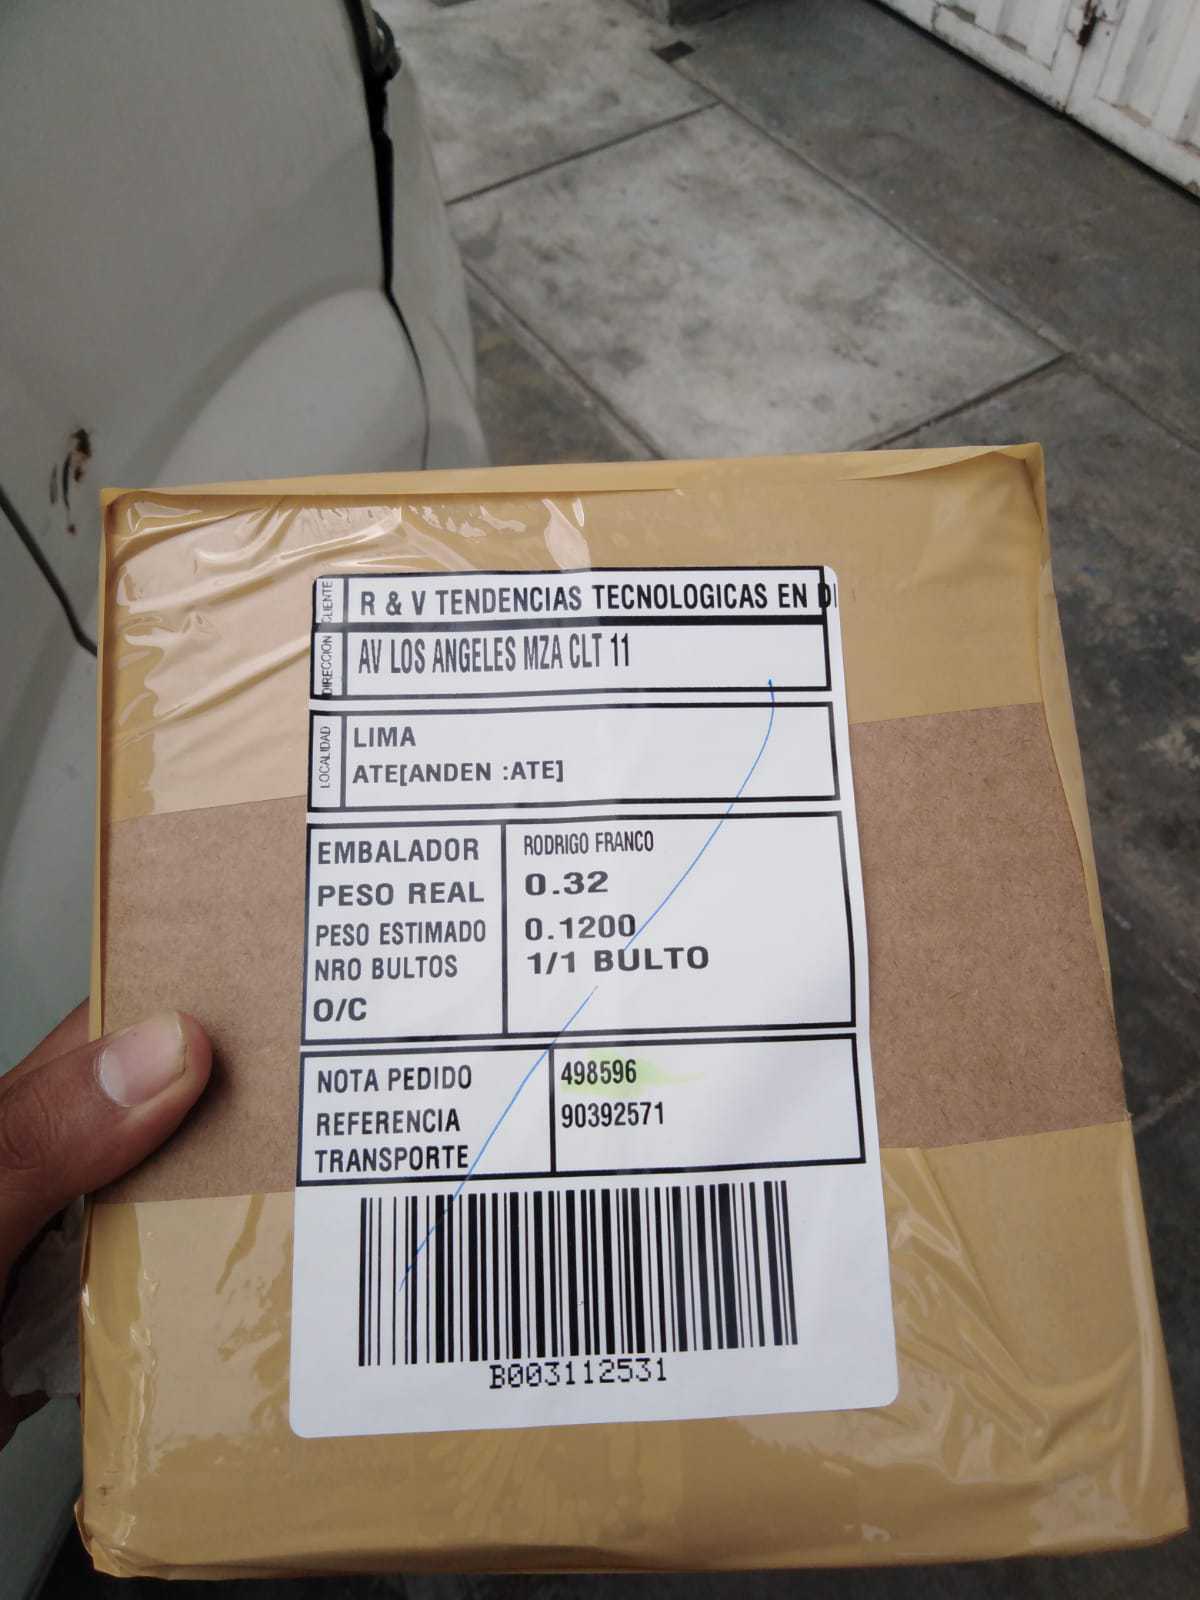 CLIENTE R & V TENDENCIAS TECNOLOGICAS EN DI
DIRECCION AV LOS ANGELES MZA CLT 11
LOCALIDAD LIMA
ATE[ANDEN :ATE]
EMBALADOR RODRIGO FRANCO
PESO REAL 0.32
PESO ESTIMADO 0.1200
NRO BULTOS 1/1 BULTO
O/C
NOTA PEDIDO 498596
REFERENCIA 90392571
TRANSPORTE
B003112531